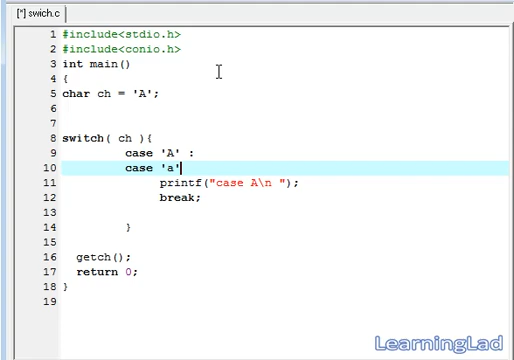 [*] swich.c
1 #include<stdio.h>
2 #include<conio.h>
3 int main()
4 {
5 char ch = 'A';
6
7
8 switch( ch ){
9 case 'A' :
10 case 'a'
11 printf("case A\n ");
12 break;
13
14 }
15
16 getch();
17 return 0;
18 }
19
LearningLad